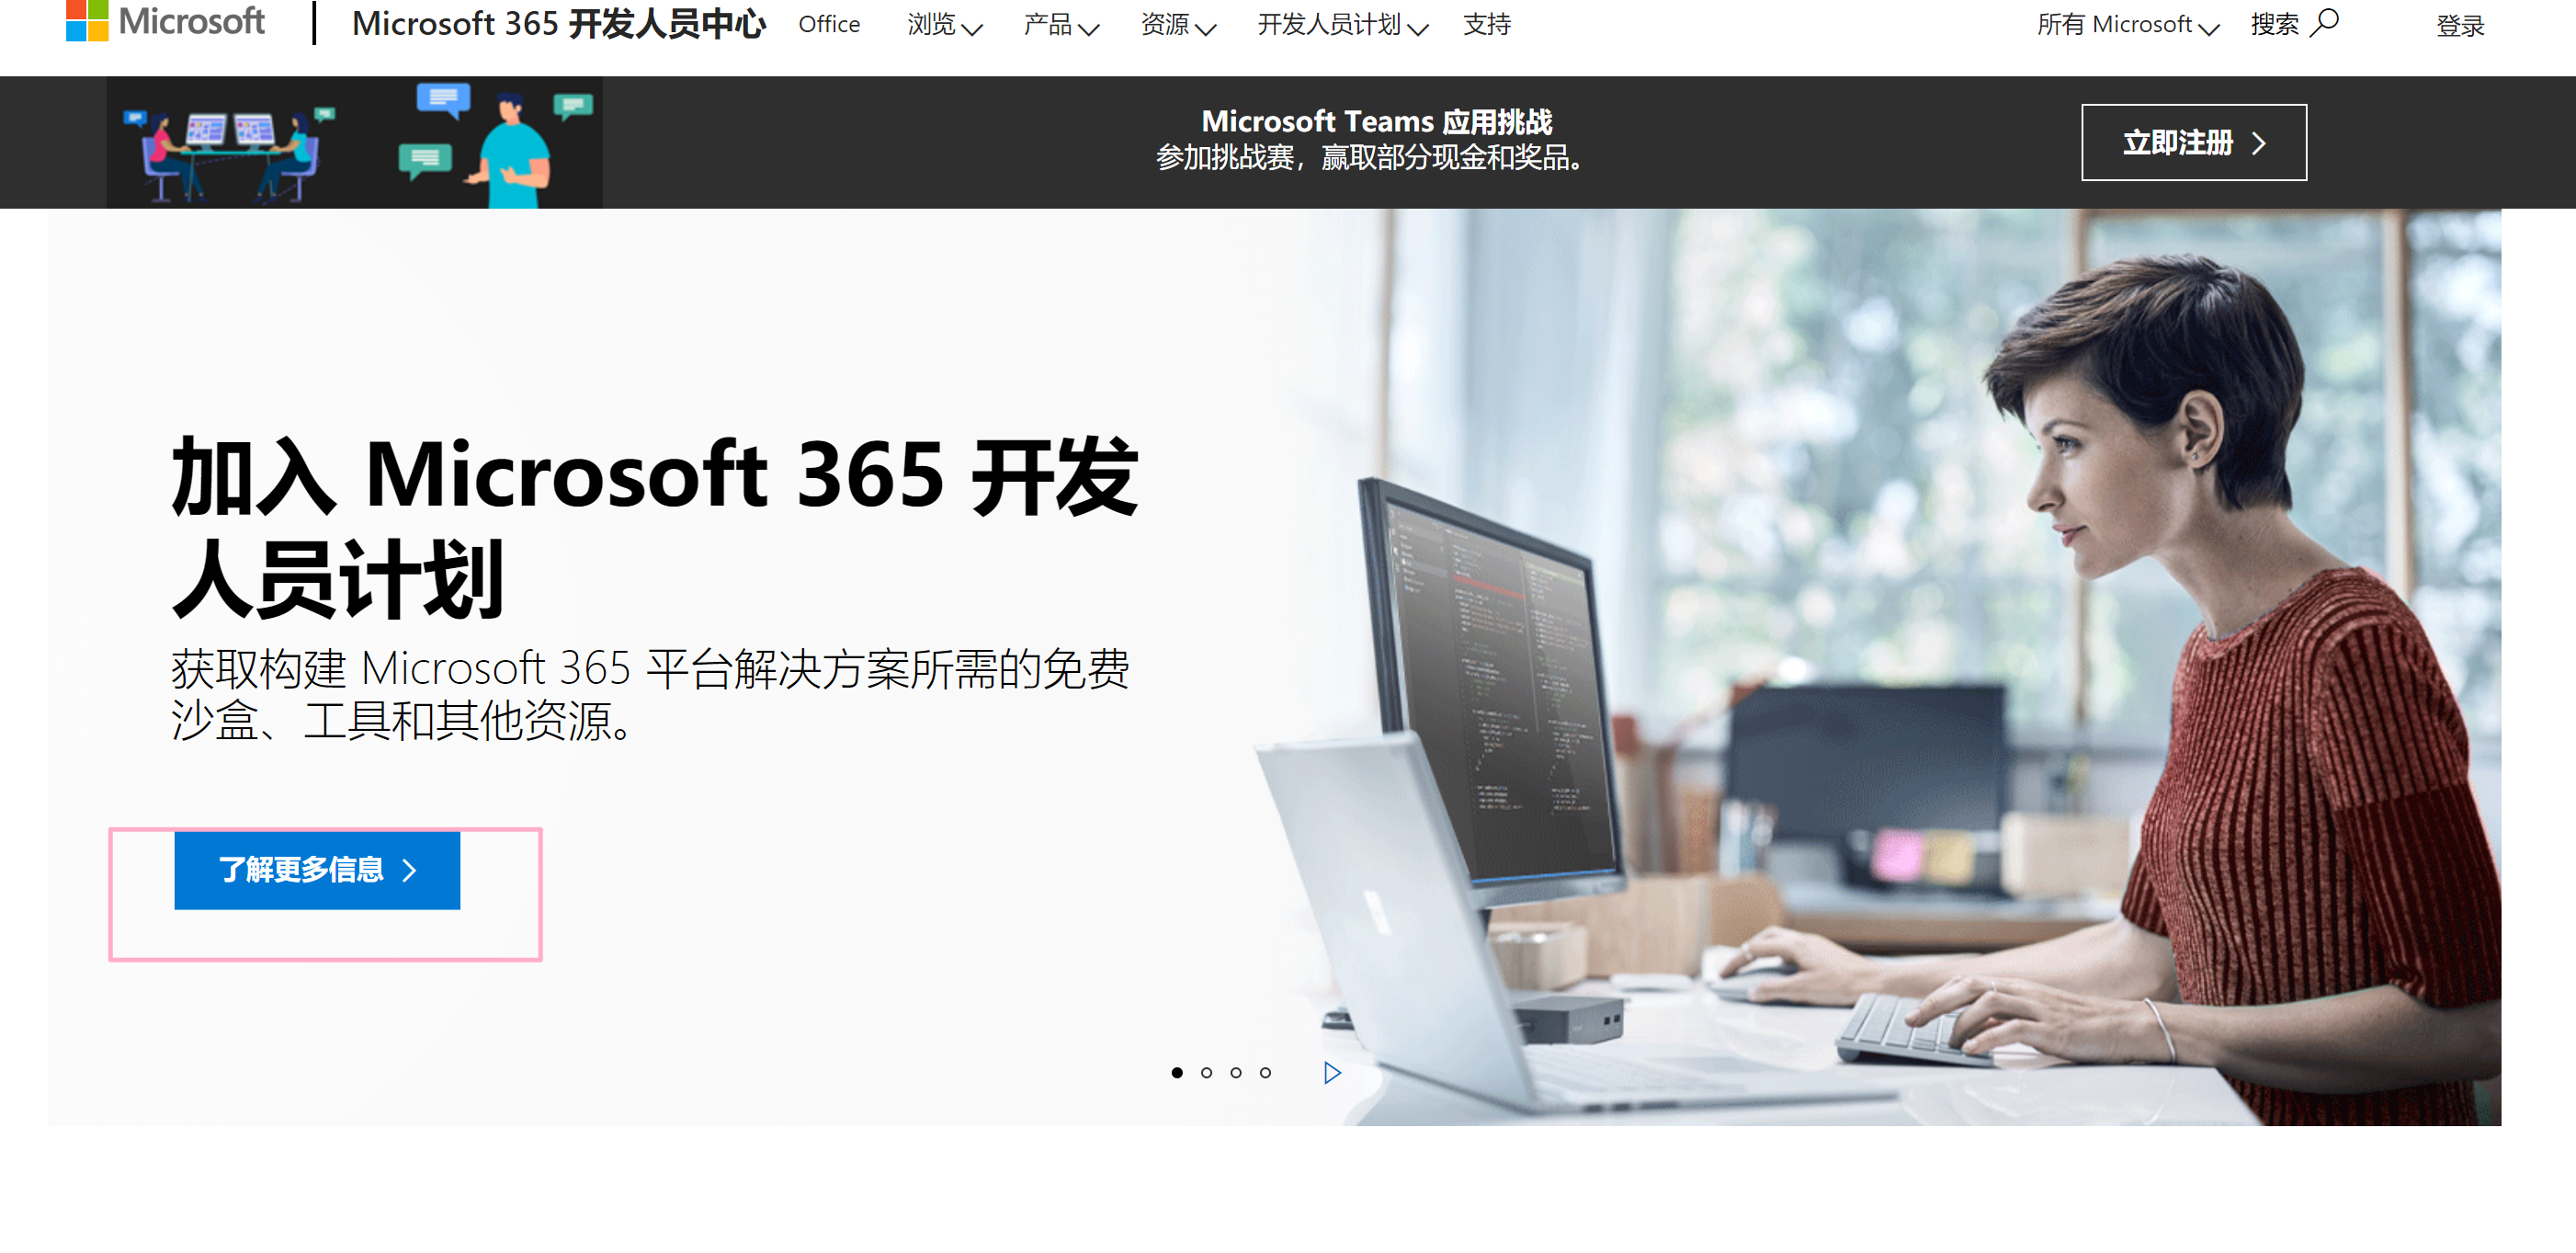 Microsoft
Microsoft 365 开发人员中心
Office
浏览
产品
资源
开发人员计划
支持
所有 Microsoft
搜索
登录
Microsoft Teams 应用挑战
参加挑战赛，赢取部分现金和奖品。
立即注册
加入 Microsoft 365 开发
人员计划
获取构建 Microsoft 365 平台解决方案所需的免费
沙盒、工具和其他资源。
了解更多信息